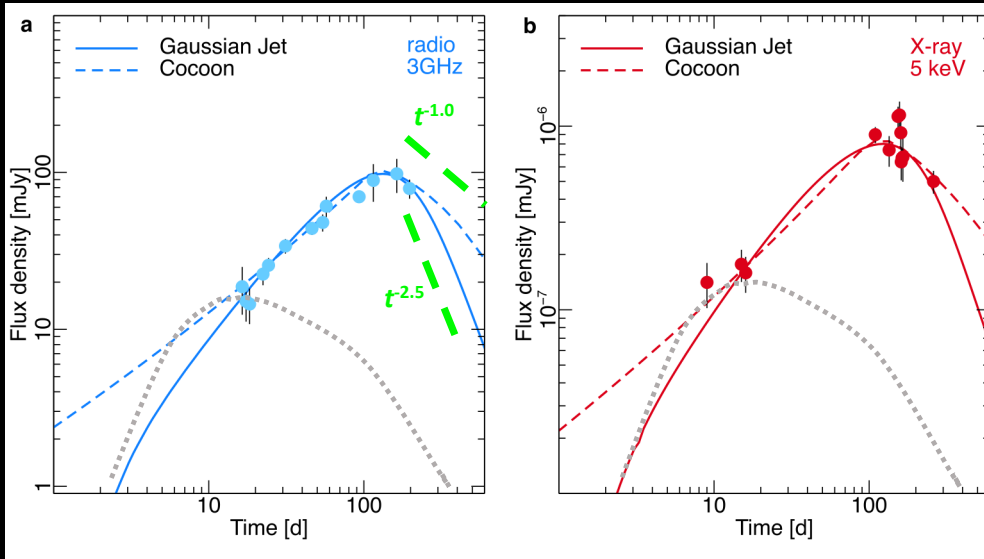 a
Gaussian Jet
Cocoon
radio
3GHz
t-1.0
t-2.5
100
10
1
Flux density [mJy]
10
100
Time [d]
b
Gaussian Jet
Cocoon
X-ray
5 keV
10-6
10-7
Flux density [mJy]
10
100
Time [d]